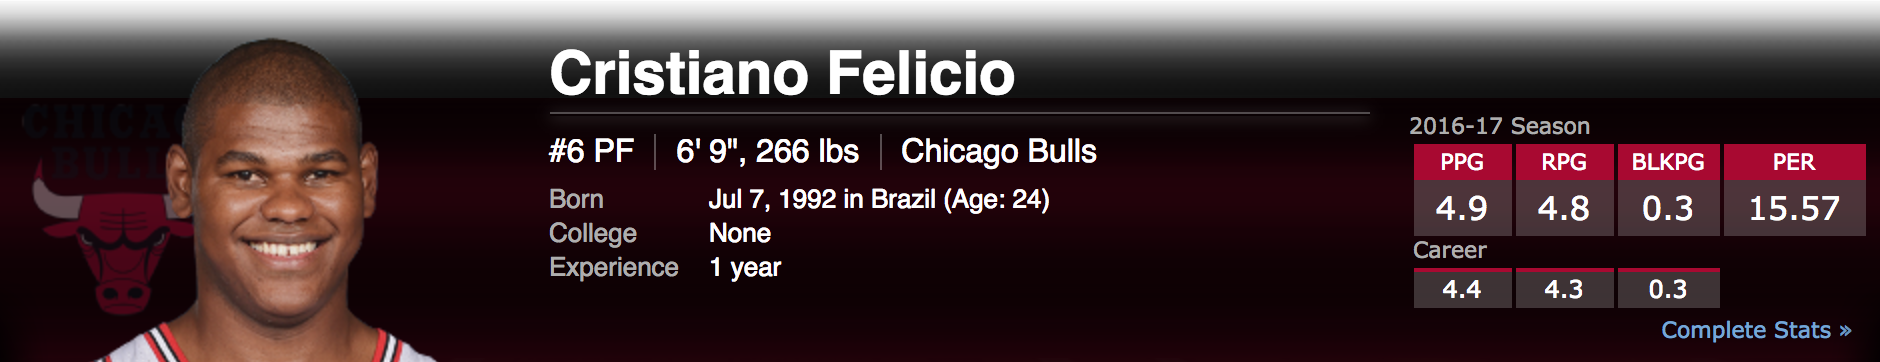 CHICAGO
BULLS
Cristiano Felicio
#6 PF
6' 9", 266 lbs
Chicago Bulls
Born Jul 7, 1992 in Brazil (Age: 24)
College None
Experience 1 year
2016-17 Season
PPG RPG BLKPG PER
4.9 4.8 0.3 15.57
Career
4.4 4.3 0.3
Complete Stats »